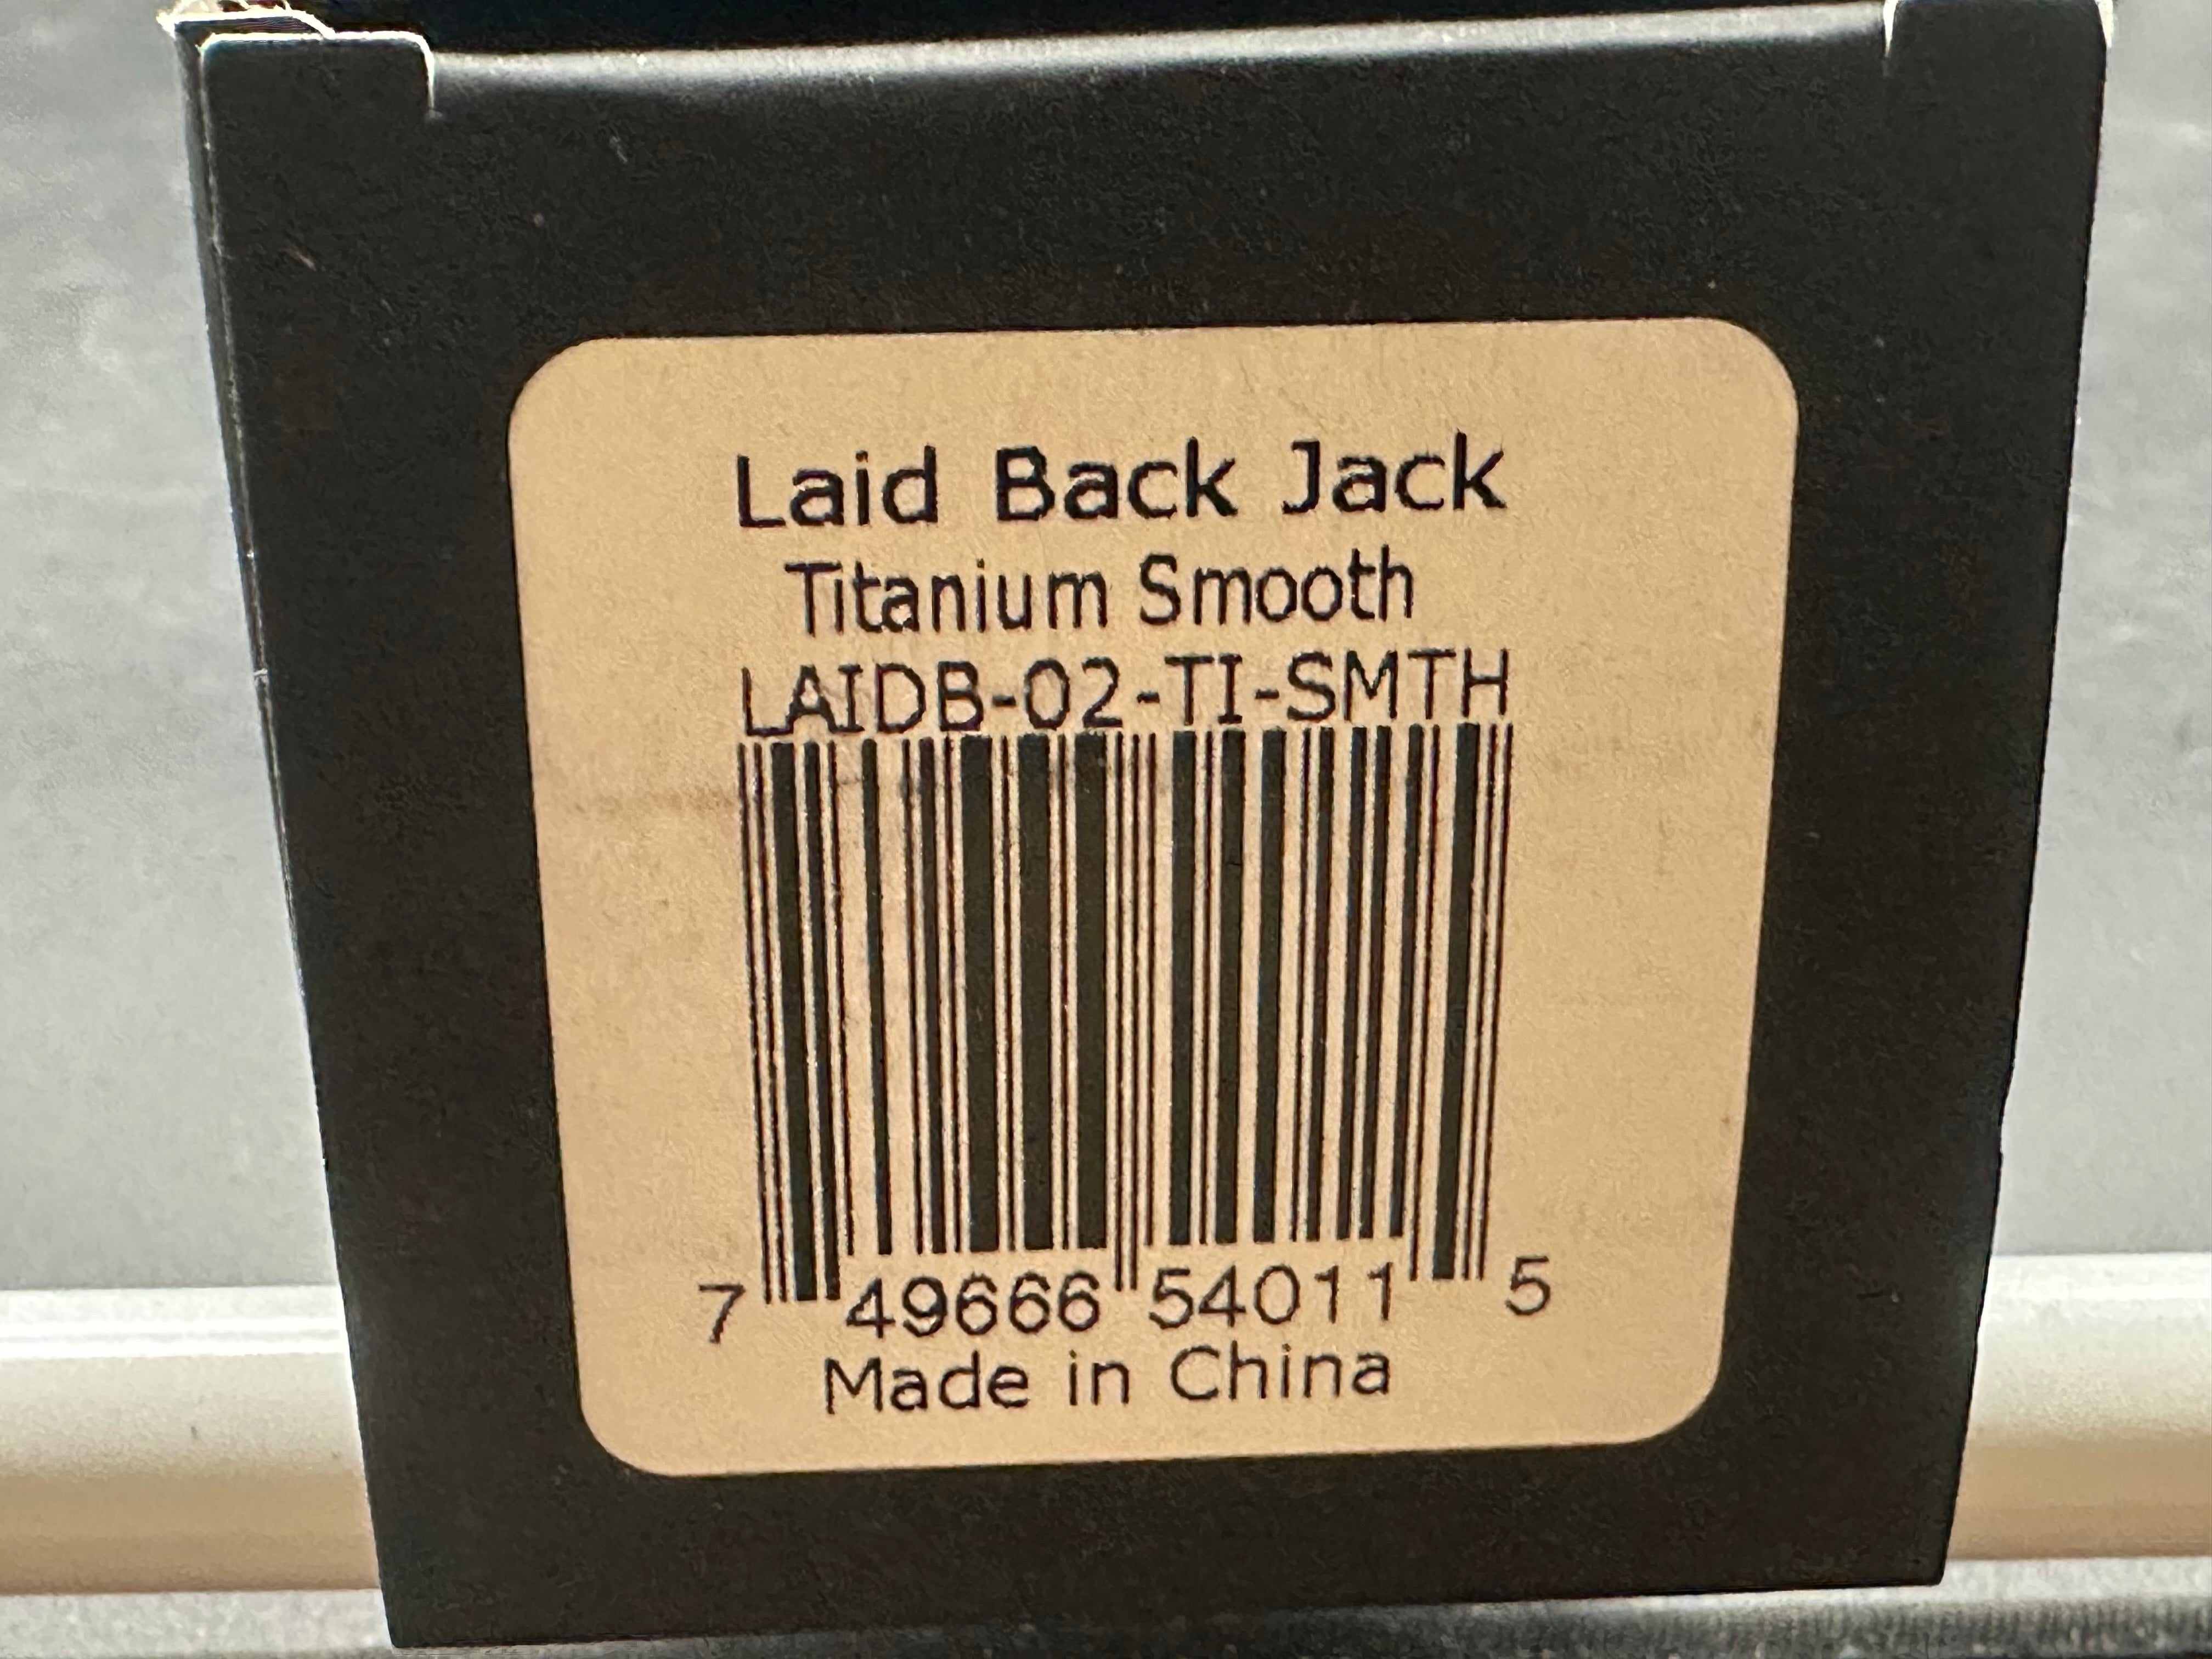 Laid Back Jack
Titanium Smooth
LAIDB-02-TI-SMTH
7 49666 54011 5
Made in China